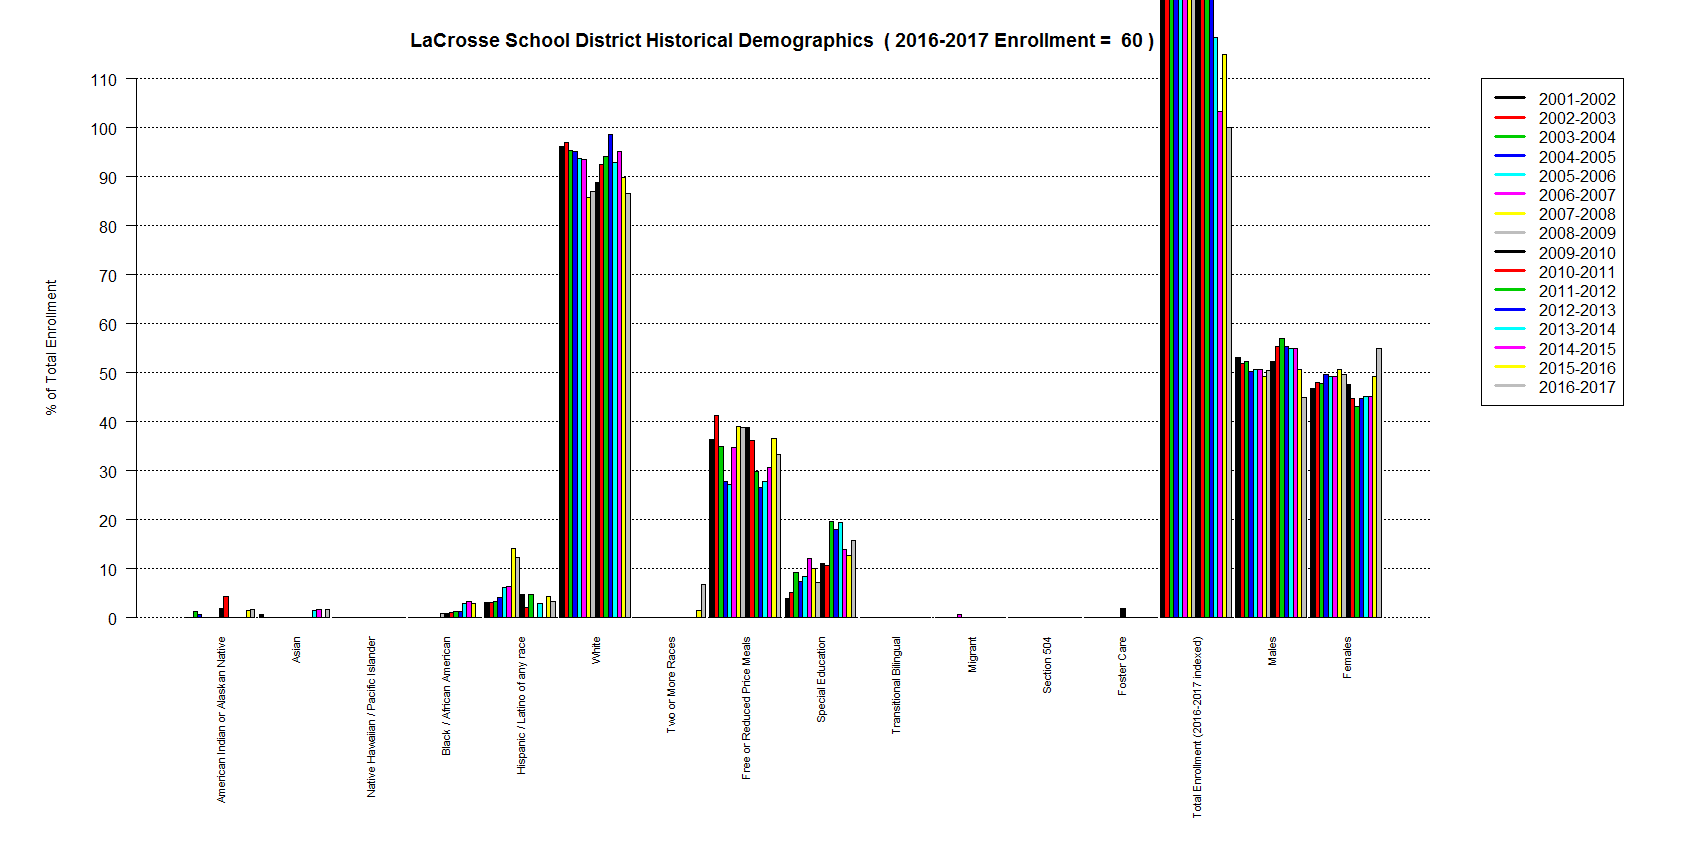 LaCrosse School District Historical Demographics  ( 2016-2017 Enrollment =  60 )
% of Total Enrollment
110
100
90
80
70
60
50
40
30
20
10
0
American Indian or Alaskan Native
Asian
Native Hawaiian / Pacific Islander
Black / African American
Hispanic / Latino of any race
White
Two or More Races
Free or Reduced Price Meals
Special Education
Transitional Bilingual
Migrant
Section 504
Foster Care
Total Enrollment (2016-2017 indexed)
Males
Females
2001-2002
2002-2003
2003-2004
2004-2005
2005-2006
2006-2007
2007-2008
2008-2009
2009-2010
2010-2011
2011-2012
2012-2013
2013-2014
2014-2015
2015-2016
2016-2017